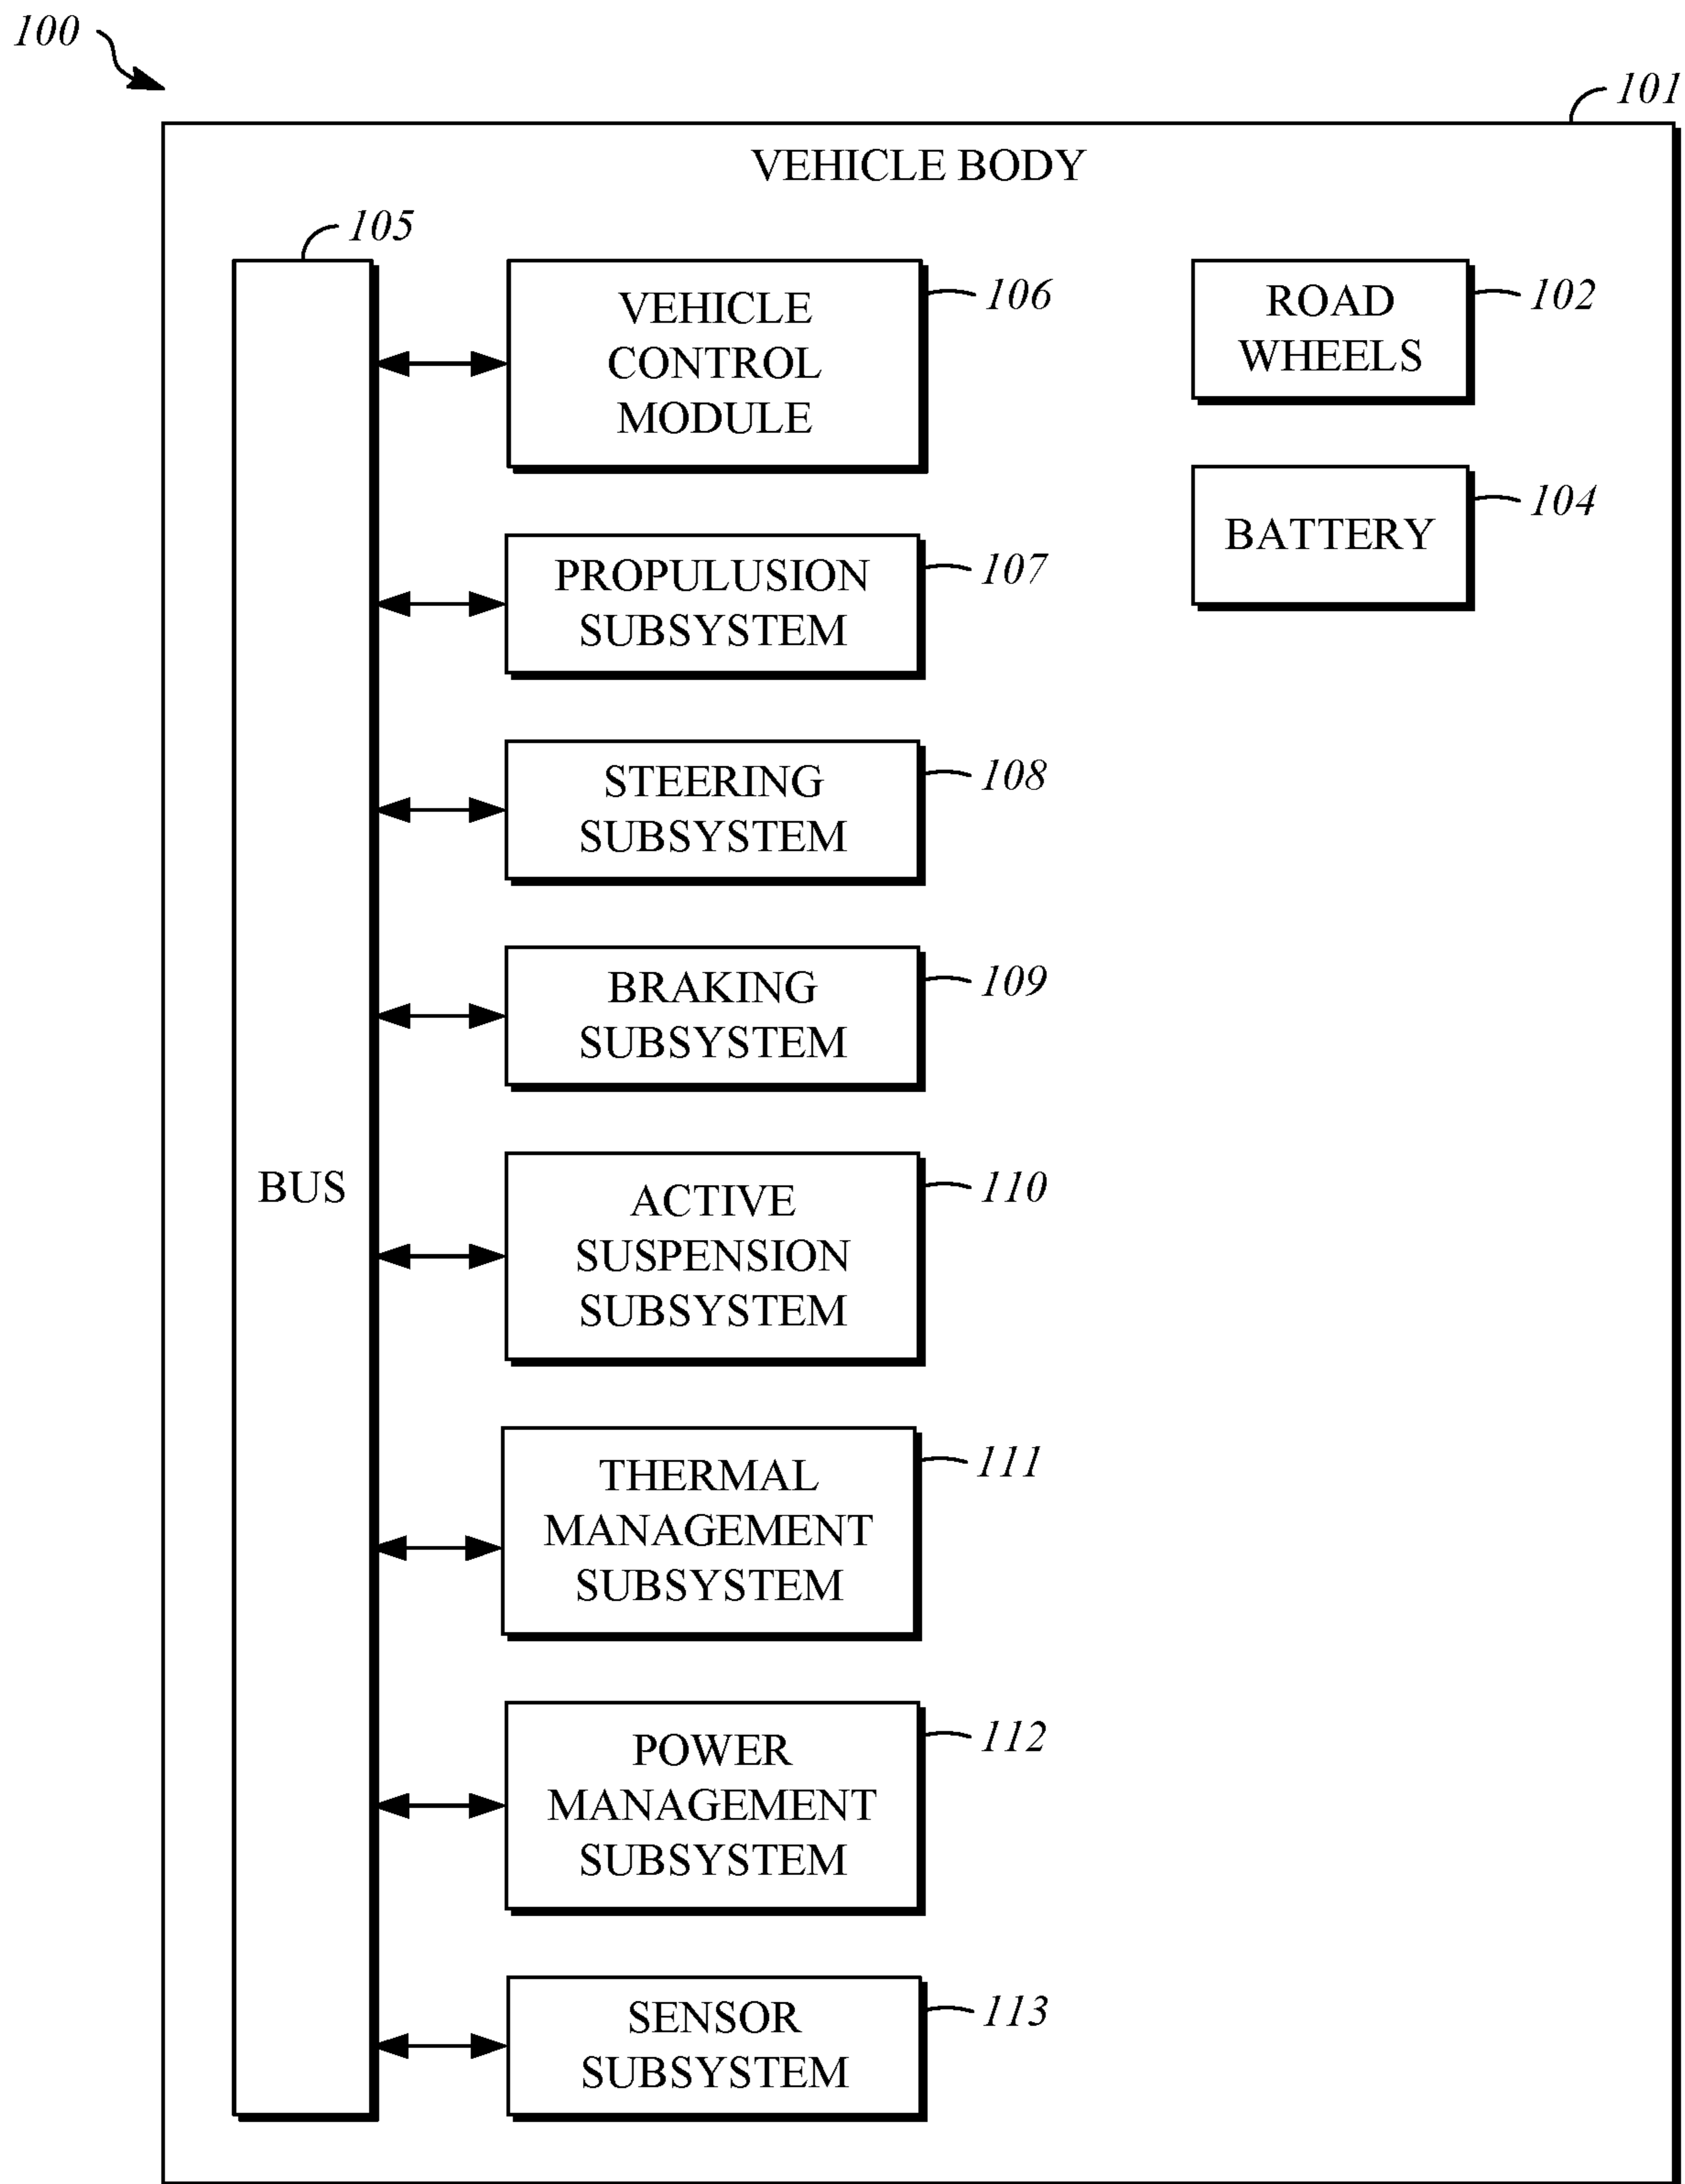 100
101
VEHICLE BODY
105
BUS
VEHICLE
CONTROL
MODULE
106
ROAD
WHEELS
102
BATTERY
104
PROPULUSION
SUBSYSTEM
107
STEERING
SUBSYSTEM
108
BRAKING
SUBSYSTEM
109
ACTIVE
SUSPENSION
SUBSYSTEM
110
THERMAL
MANAGEMENT
SUBSYSTEM
111
POWER
MANAGEMENT
SUBSYSTEM
112
SENSOR
SUBSYSTEM
113